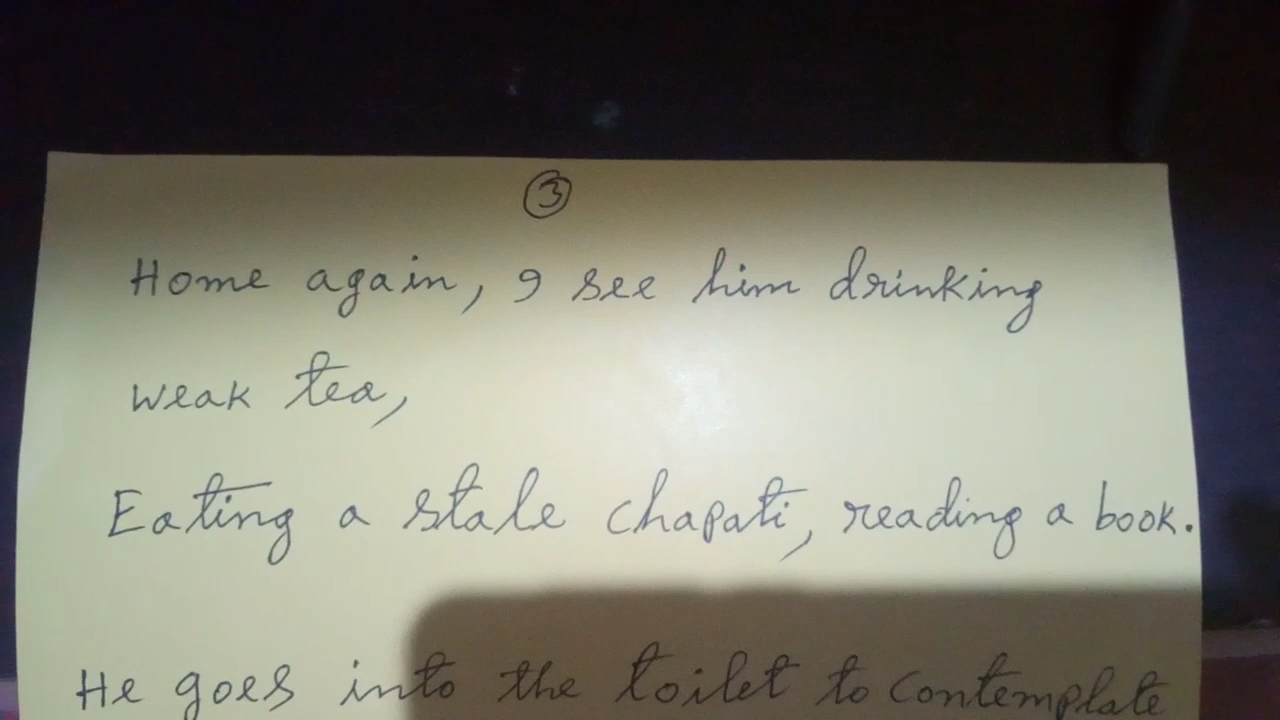 3
Home again, I see him drinking
weak tea,
Eating a stale chapati, reading a book.
He goes into the toilet to contemplate